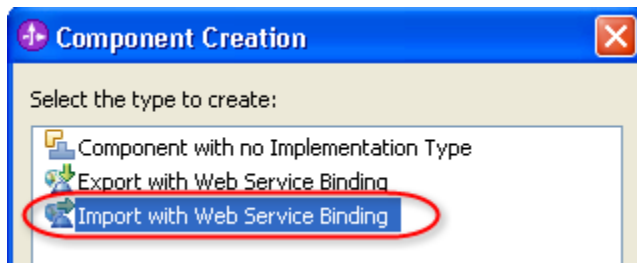 Component Creation
Select the type to create:
Component with no Implementation Type
Export with Web Service Binding
Import with Web Service Binding